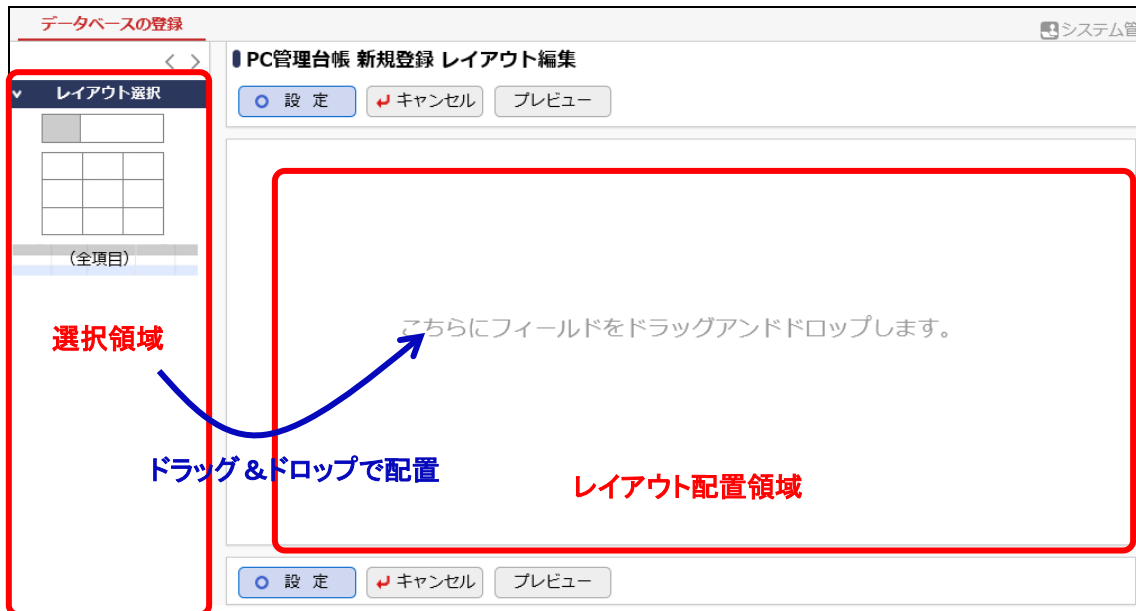 データベースの登録
システム管
< >
PC管理台帳 新規登録 レイアウト編集
レイアウト選択
設 定
キャンセル
プレビュー
(全項目)
こちらにフィールドをドラッグアンドドロップします。
選択領域
ドラッグ&ドロップで配置
レイアウト配置領域
設 定
キャンセル
プレビュー